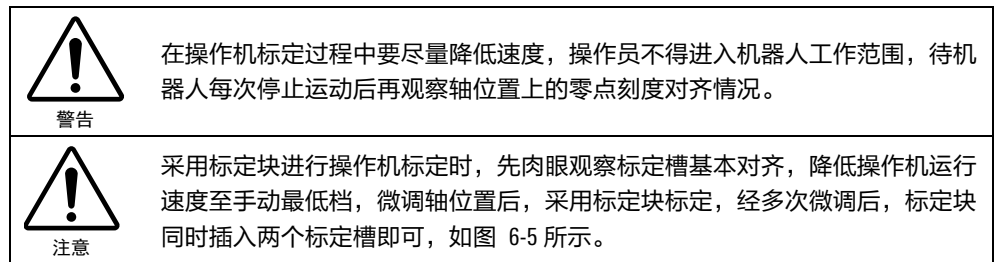 在操作机标定过程中要尽量降低速度，操作员不得进入机器人工作范围，待机
器人每次停止运动后再观察轴位置上的零点刻度对齐情况。
警告
采用标定块进行操作机标定时，先肉眼观察标定槽基本对齐，降低操作机运行
速度至手动最低档，微调轴位置后，采用标定块标定，经多次微调后，标定块
同时插入两个标定槽即可，如图 6-5 所示。
注意